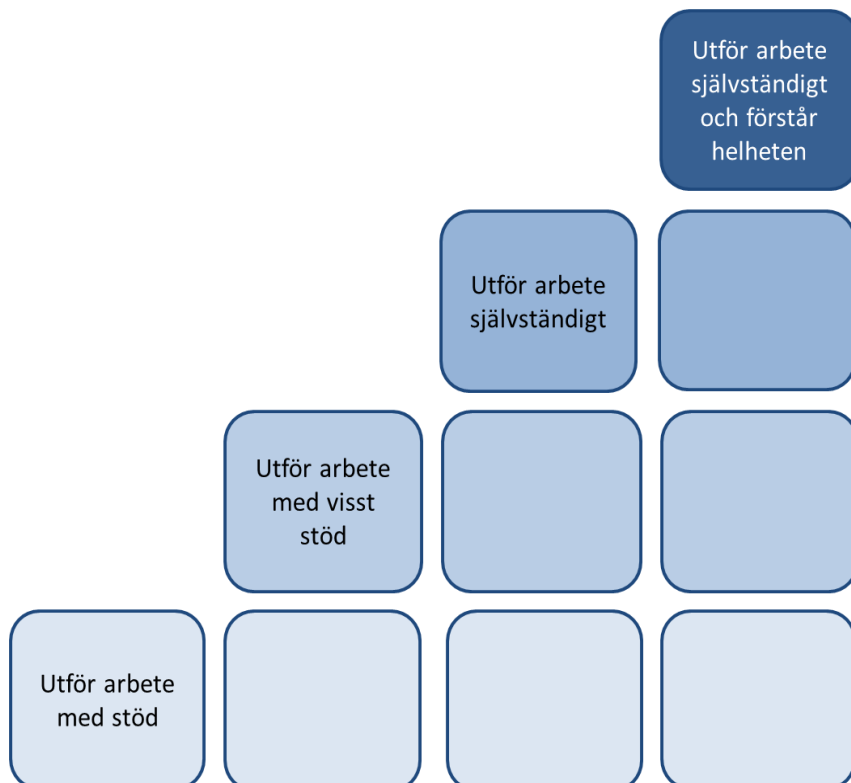 Utför arbete
självständigt
och förstår
helheten
Utför arbete
självständigt
Utför arbete
med visst
stöd
Utför arbete
med stöd